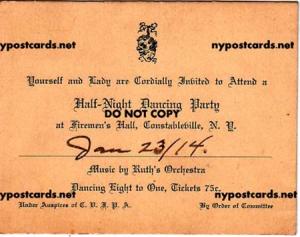 nypostcards.net nypostcards.net
Yourself and Lady are Cordially Invited to Attend a
Half-Night Dancing Party
DO NOT COPY
at Firemen's Hall, Constableville, N. Y.
Jan 23/14.
Music by Ruth's Orchestra
Dancing Eight to One, Tickets 75c.
nypostcards.net nypostcards.net
Under Auspices of C. V. F. P. A. By Order of Committee